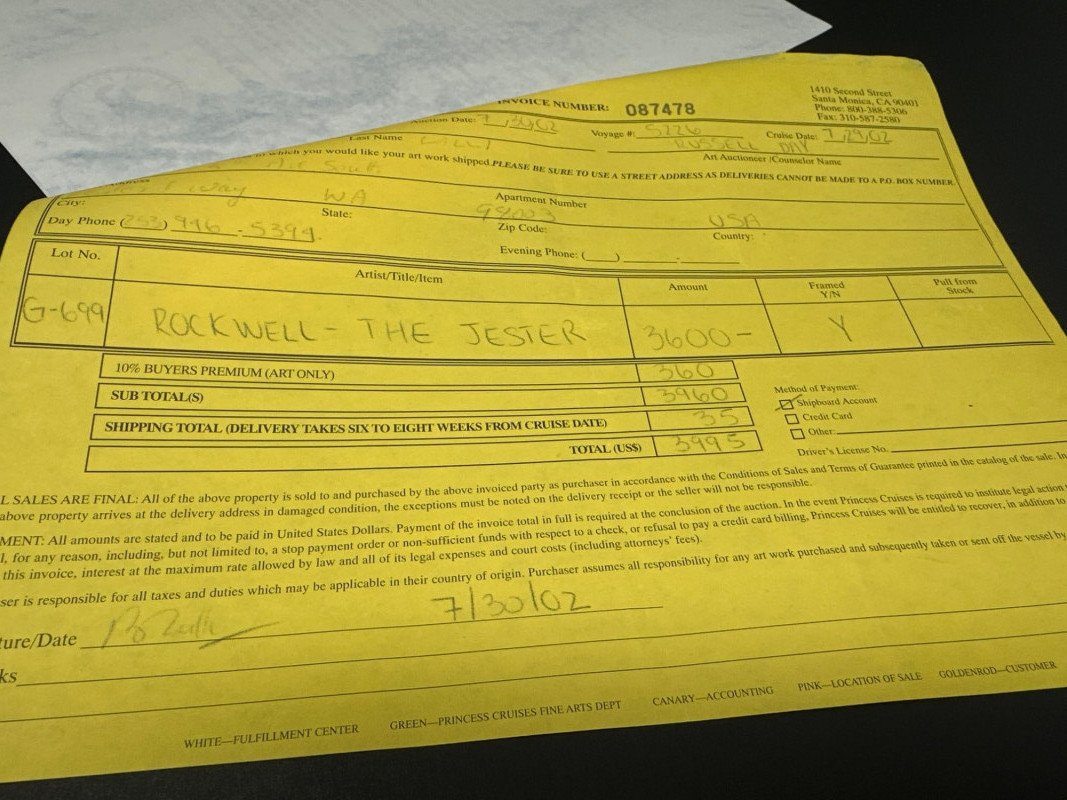 INVOICE NUMBER: 087478
1410 Second Street
Santa Monica, CA 90401
Phone: 800-388-5306
Fax: 310-587-2580
Auction Date: 7/30/02 Voyage #: S226 Cruise Date: 7/29/02
Last Name RUSSELL DAY
Art Auctioneer/Counselor Name
to which you would like your art work shipped. PLEASE BE SURE TO USE A STREET ADDRESS AS DELIVERIES CANNOT BE MADE TO A P.O. BOX NUMBER.
Apartment Number
Way WA USA
City: State: Zip Code: Country:
Day Phone (253) 946-5399 Evening Phone: ( ) -
Lot No. Artist/Title/Item Amount Framed Y/N Pull from Stock
G-699 ROCKWELL - THE JESTER 3600- Y
10% BUYERS PREMIUM (ART ONLY) 360
SUB TOTAL(S) 3960
SHIPPING TOTAL (DELIVERY TAKES SIX TO EIGHT WEEKS FROM CRUISE DATE) 35
TOTAL (US$) 3995
Method of Payment:
Shipboard Account
Credit Card
Other:
Driver's License No.
L SALES ARE FINAL: All of the above property is sold to and purchased by the above invoiced party as purchaser in accordance with the Conditions of Sales and Terms of Guarantee printed in the catalog of the sale. In
above property arrives at the delivery address in damaged condition, the exceptions must be noted on the delivery receipt or the seller will not be responsible.
MENT: All amounts are stated and to be paid in United States Dollars. Payment of the invoice total in full is required at the conclusion of the auction. In the event Princess Cruises is required to institute legal action
l, for any reason, including, but not limited to, a stop payment order or non-sufficient funds with respect to a check, or refusal to pay a credit card billing, Princess Cruises will be entitled to recover, in addition to
this invoice, interest at the maximum rate allowed by law and all of its legal expenses and court costs (including attorneys' fees).
ser is responsible for all taxes and duties which may be applicable in their country of origin. Purchaser assumes all responsibility for any art work purchased and subsequently taken or sent off the vessel by
ture/Date 7/30/02
ks
WHITE—FULFILLMENT CENTER GREEN—PRINCESS CRUISES FINE ARTS DEPT CANARY—ACCOUNTING PINK—LOCATION OF SALE GOLDENROD—CUSTOMER